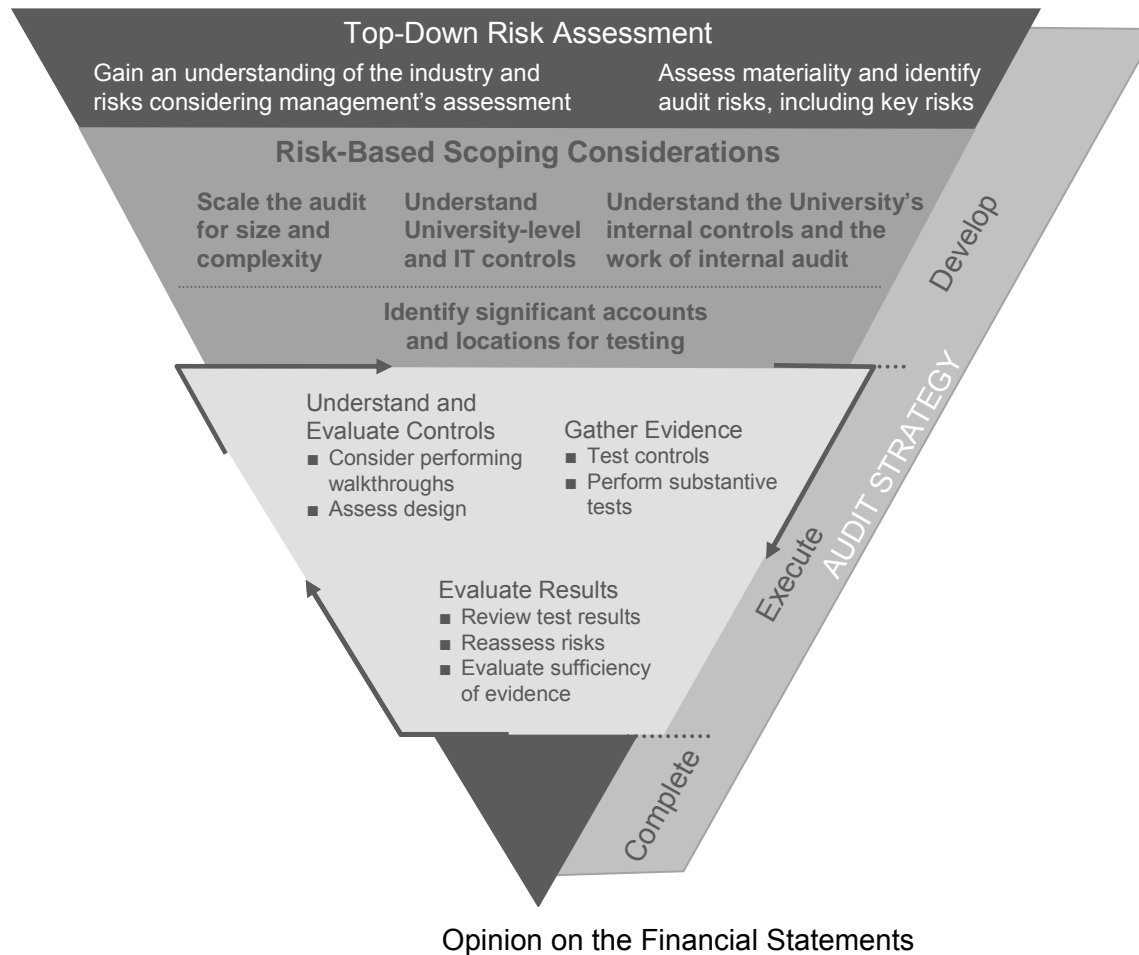 Top-Down Risk Assessment
Gain an understanding of the industry and
risks considering management’s assessment
Assess materiality and identify
audit risks, including key risks
Risk-Based Scoping Considerations
Scale the audit
for size and
complexity
Understand
University-level
and IT controls
Understand the University’s
internal controls and the
work of internal audit
Identify significant accounts
and locations for testing
Understand and
Evaluate Controls
■ Consider performing
walkthroughs
■ Assess design
Gather Evidence
■ Test controls
■ Perform substantive
tests
Evaluate Results
■ Review test results
■ Reassess risks
■ Evaluate sufficiency
of evidence
Develop
AUDIT STRATEGY
Execute
Complete
Opinion on the Financial Statements